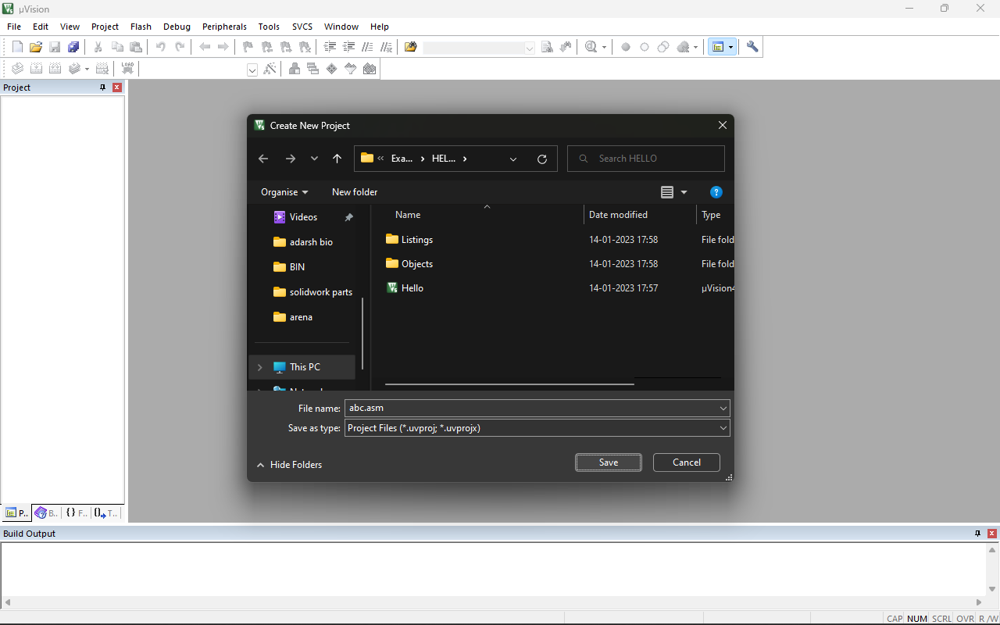 µVision
File Edit View Project Flash Debug Peripherals Tools SVCS Window Help
LOAD
Project
Create New Project
Exa... HEL...
Search HELLO
Organise New folder
Videos
adarsh bio
BIN
solidwork parts
arena
This PC
Name Date modified Type
Listings 14-01-2023 17:58 File fold
Objects 14-01-2023 17:58 File fold
Hello 14-01-2023 17:57 µVision4
File name: abc.asm
Save as type: Project Files (*.uvproj; *.uvprojx)
Hide Folders
Save
Cancel
P.. B.. {} F.. T..
Build Output
CAP NUM SCRL OVR R /W